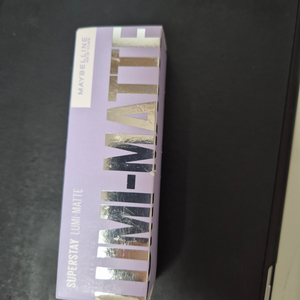 MAYBELLINE
NEW YORK
LUMI-MATTE
SUPERSTAY LUMI-MATTE